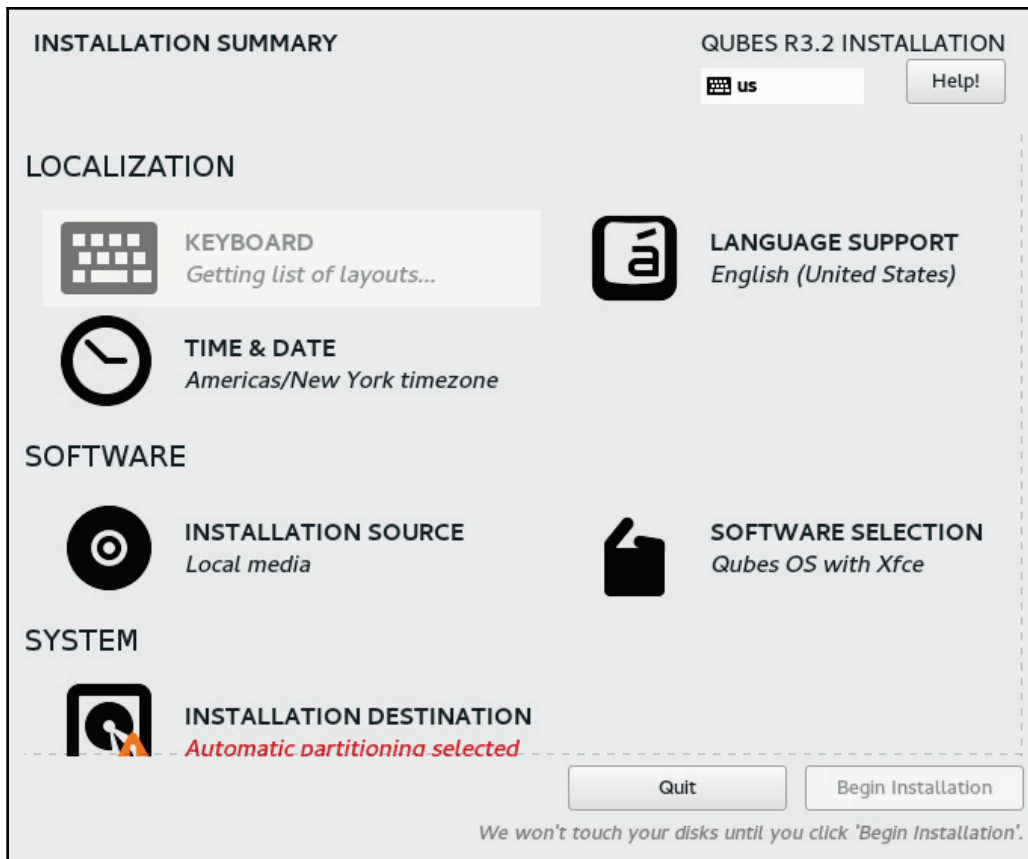 INSTALLATION SUMMARY
QUBES R3.2 INSTALLATION
us
Help!
LOCALIZATION
KEYBOARD
Getting list of layouts...
á
LANGUAGE SUPPORT
English (United States)
TIME & DATE
Americas/New York timezone
SOFTWARE
INSTALLATION SOURCE
Local media
SOFTWARE SELECTION
Qubes OS with Xfce
SYSTEM
INSTALLATION DESTINATION
Automatic partitioning selected
Quit
Begin Installation
We won't touch your disks until you click 'Begin Installation'.